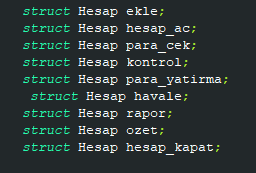 struct Hesap ekle;
struct Hesap hesap_ac;
struct Hesap para_cek;
struct Hesap kontrol;
struct Hesap para_yatirma;
struct Hesap havale;
struct Hesap rapor;
struct Hesap ozet;
struct Hesap hesap_kapat;